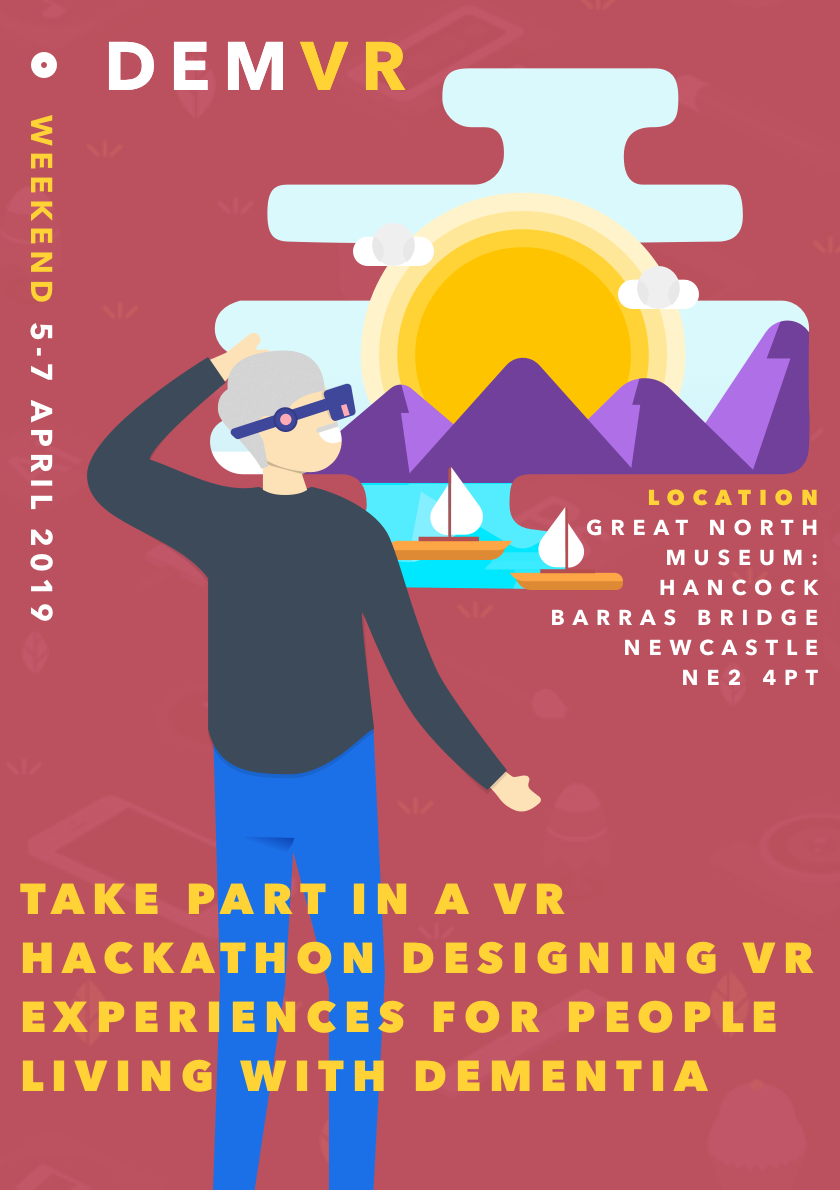 DEMVR
WEEKEND 5-7 APRIL 2019
LOCATION
GREAT NORTH
MUSEUM:
HANCOCK
BARRAS BRIDGE
NEWCASTLE
NE2 4PT
TAKE PART IN A VR
HACKATHON DESIGNING VR
EXPERIENCES FOR PEOPLE
LIVING WITH DEMENTIA